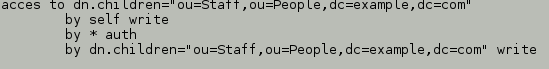 acces to dn.children="ou=Staff,ou=People,dc=example,dc=com"
by self write
by * auth
by dn.children="ou=Staff,ou=People,dc=example,dc=com" write